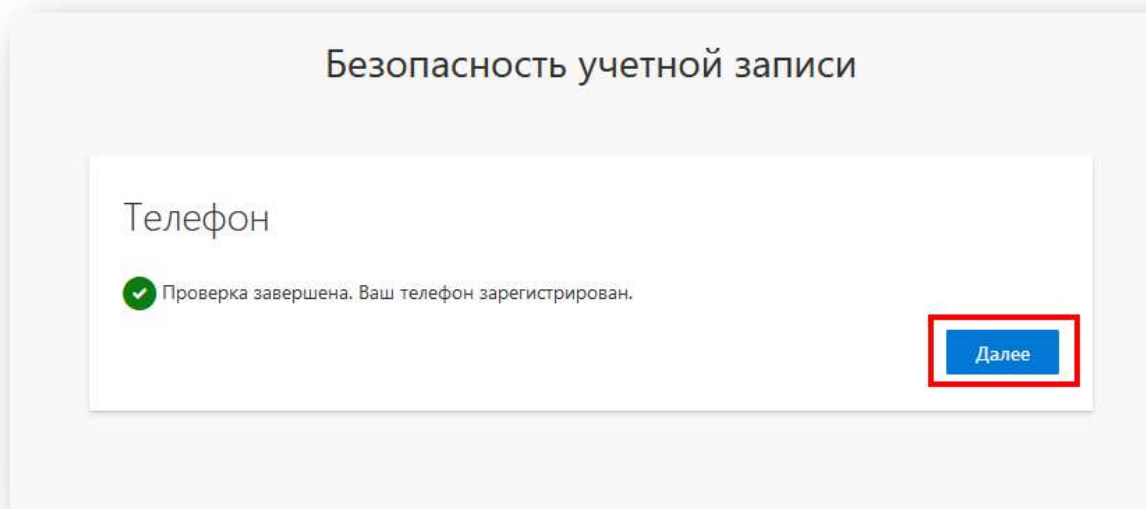 Безопасность учетной записи
Телефон
Проверка завершена. Ваш телефон зарегистрирован.
Далее